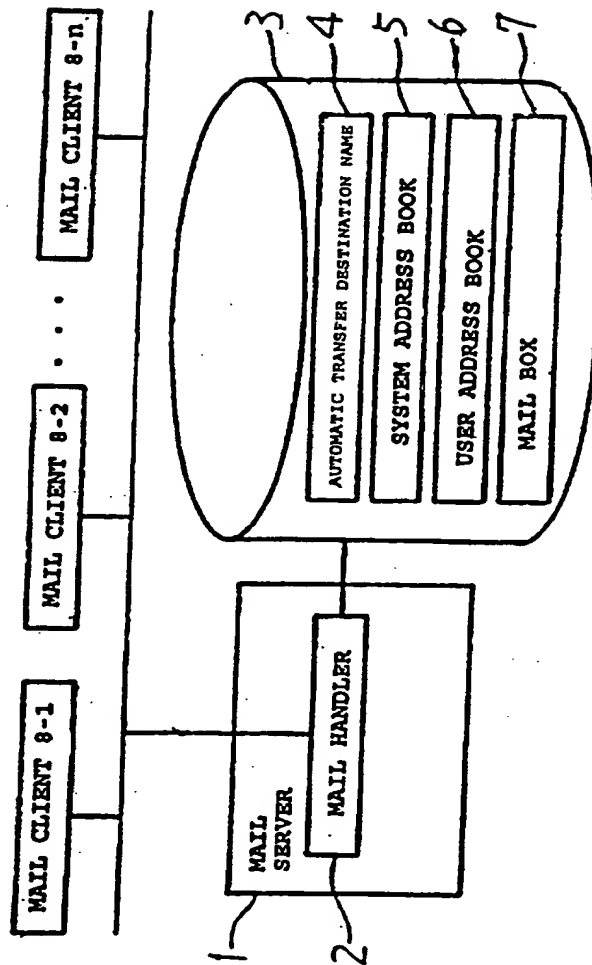 MAIL CLIENT 8-1
MAIL CLIENT 8-2
. . .
MAIL CLIENT 8-n
1
MAIL
SERVER
2
MAIL HANDLER
3
AUTOMATIC TRANSFER DESTINATION NAME
4
SYSTEM ADDRESS BOOK
5
USER ADDRESS BOOK
6
MAIL BOX
7